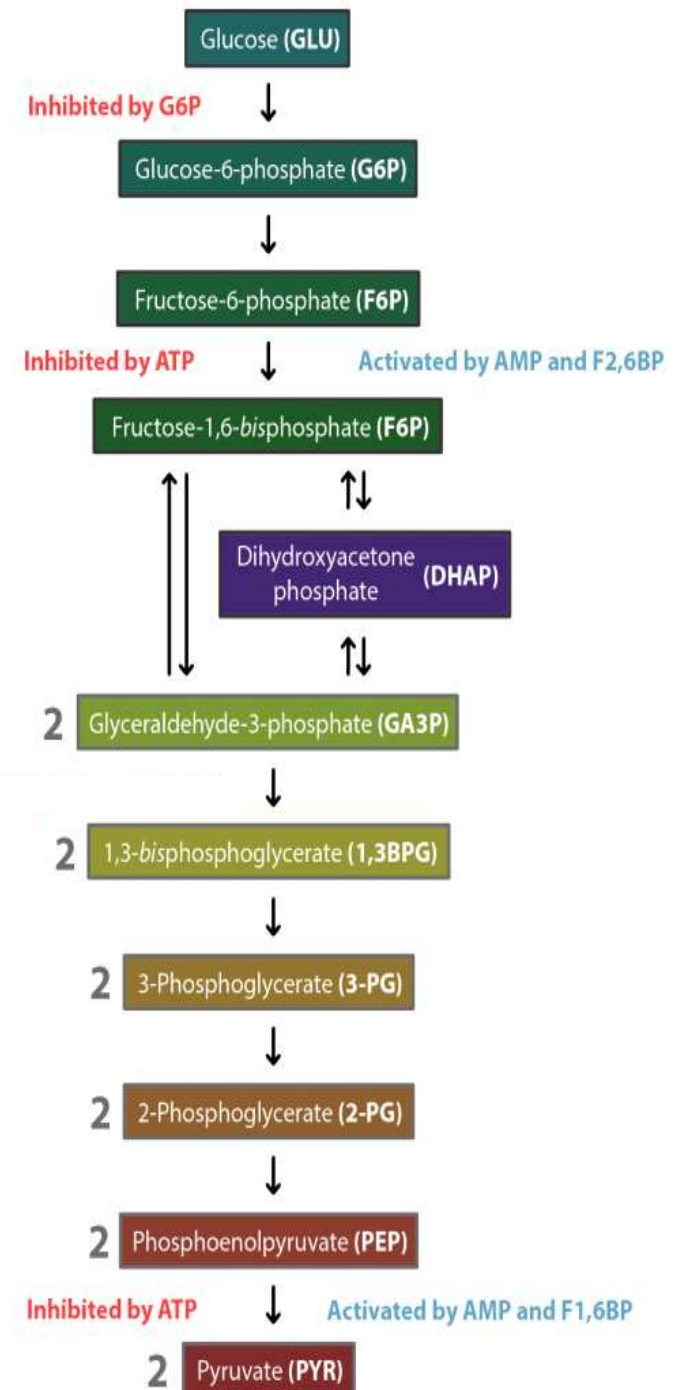 Glucose (GLU)
Inhibited by G6P
Glucose-6-phosphate (G6P)
Fructose-6-phosphate (F6P)
Inhibited by ATP
Activated by AMP and F2,6BP
Fructose-1,6-bisphosphate (F6P)
Dihydroxyacetone
phosphate
(DHAP)
2 Glyceraldehyde-3-phosphate (GA3P)
2 1,3-bisphosphoglycerate (1,3BPG)
2 3-Phosphoglycerate (3-PG)
2 2-Phosphoglycerate (2-PG)
2 Phosphoenolpyruvate (PEP)
Inhibited by ATP
Activated by AMP and F1,6BP
2 Pyruvate (PYR)